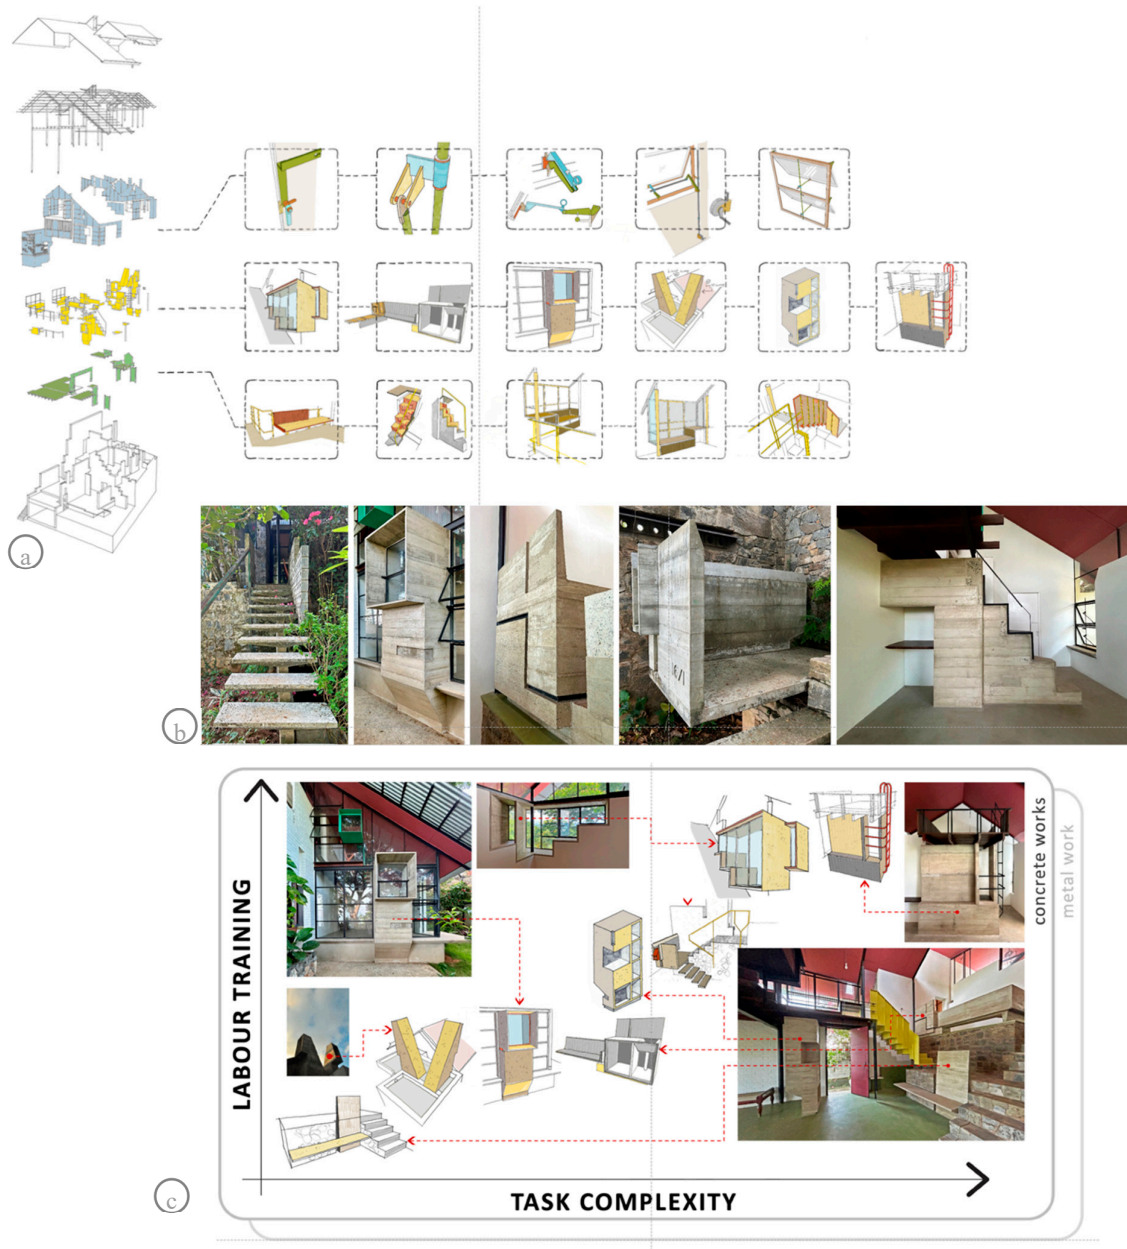 a
b
c
LABOUR TRAINING
TASK COMPLEXITY
concrete works
metal work